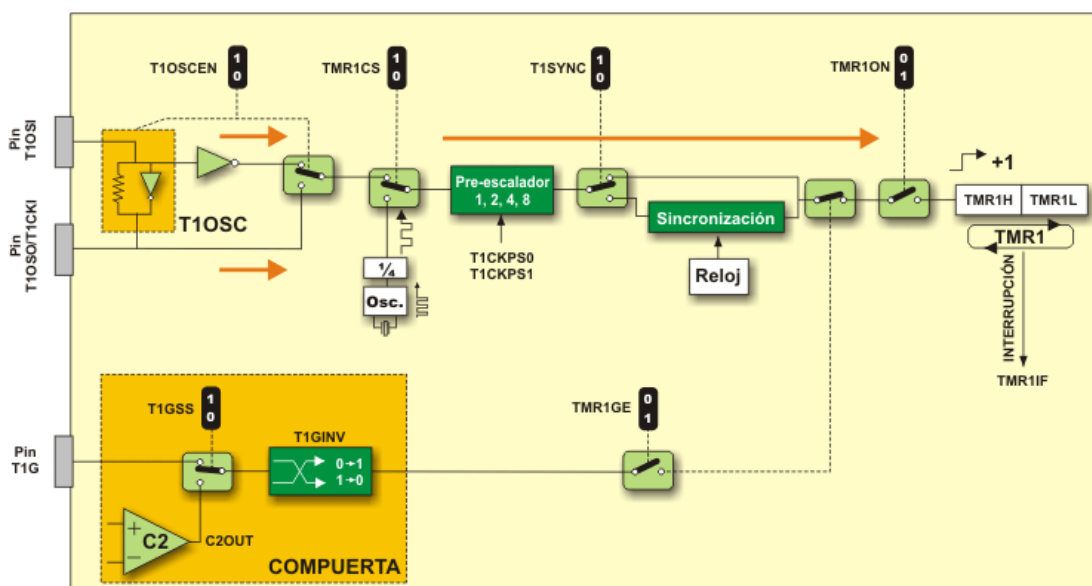 T1OSCEN
1
0
TMR1CS
1
0
T1SYNC
1
0
TMR1ON
0
1
Pin
T1OSI
T1OSC
Pin
T1OSO/T1CKI
Pre-escalador
1, 2, 4, 8
T1CKPS0
T1CKPS1
¼
Osc.
Sincronización
Reloj
+1
TMR1H
TMR1L
TMR1
INTERRUPCIÓN
TMR1IF
Pin
T1G
T1GSS
1
0
T1GINV
0→1
1→0
TMR1GE
0
1
+
−
C2
C2OUT
COMPUERTA